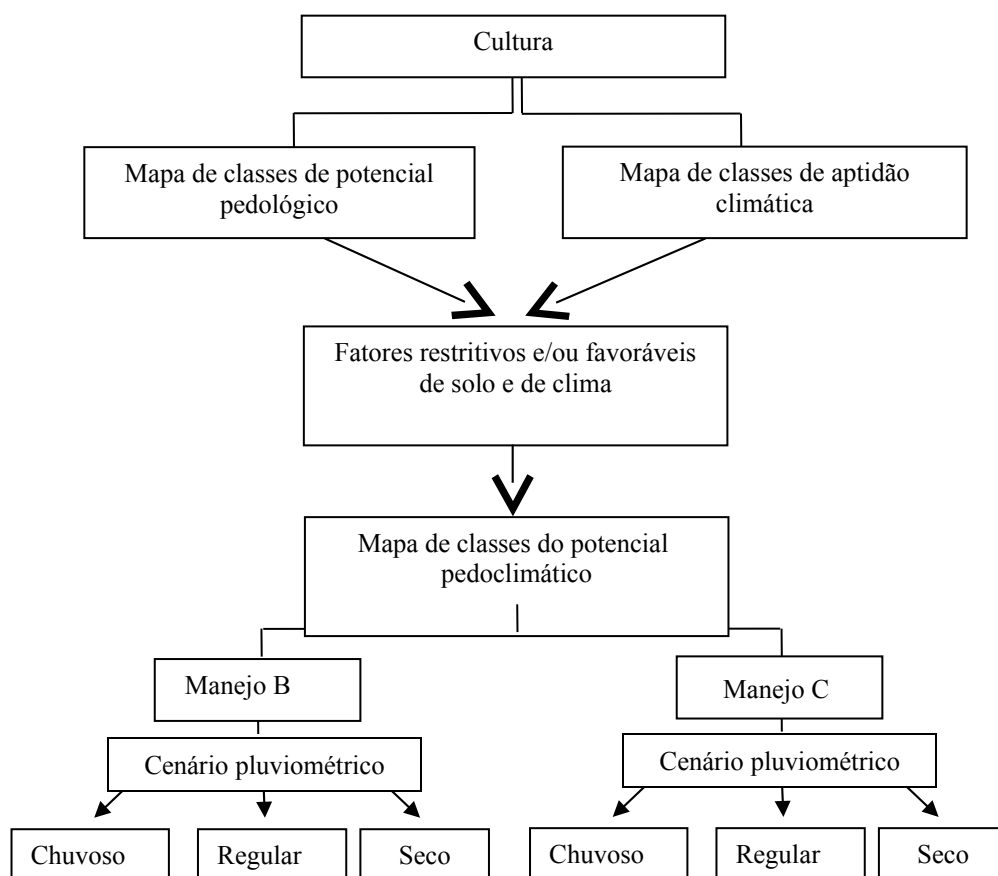 Cultura
Mapa de classes de potencial
pedológico
Mapa de classes de aptidão
climática
Fatores restritivos e/ou favoráveis
de solo e de clima
Mapa de classes do potencial
pedoclimático
Manejo B
Manejo C
Cenário pluviométrico
Cenário pluviométrico
Chuvoso
Regular
Seco
Chuvoso
Regular
Seco